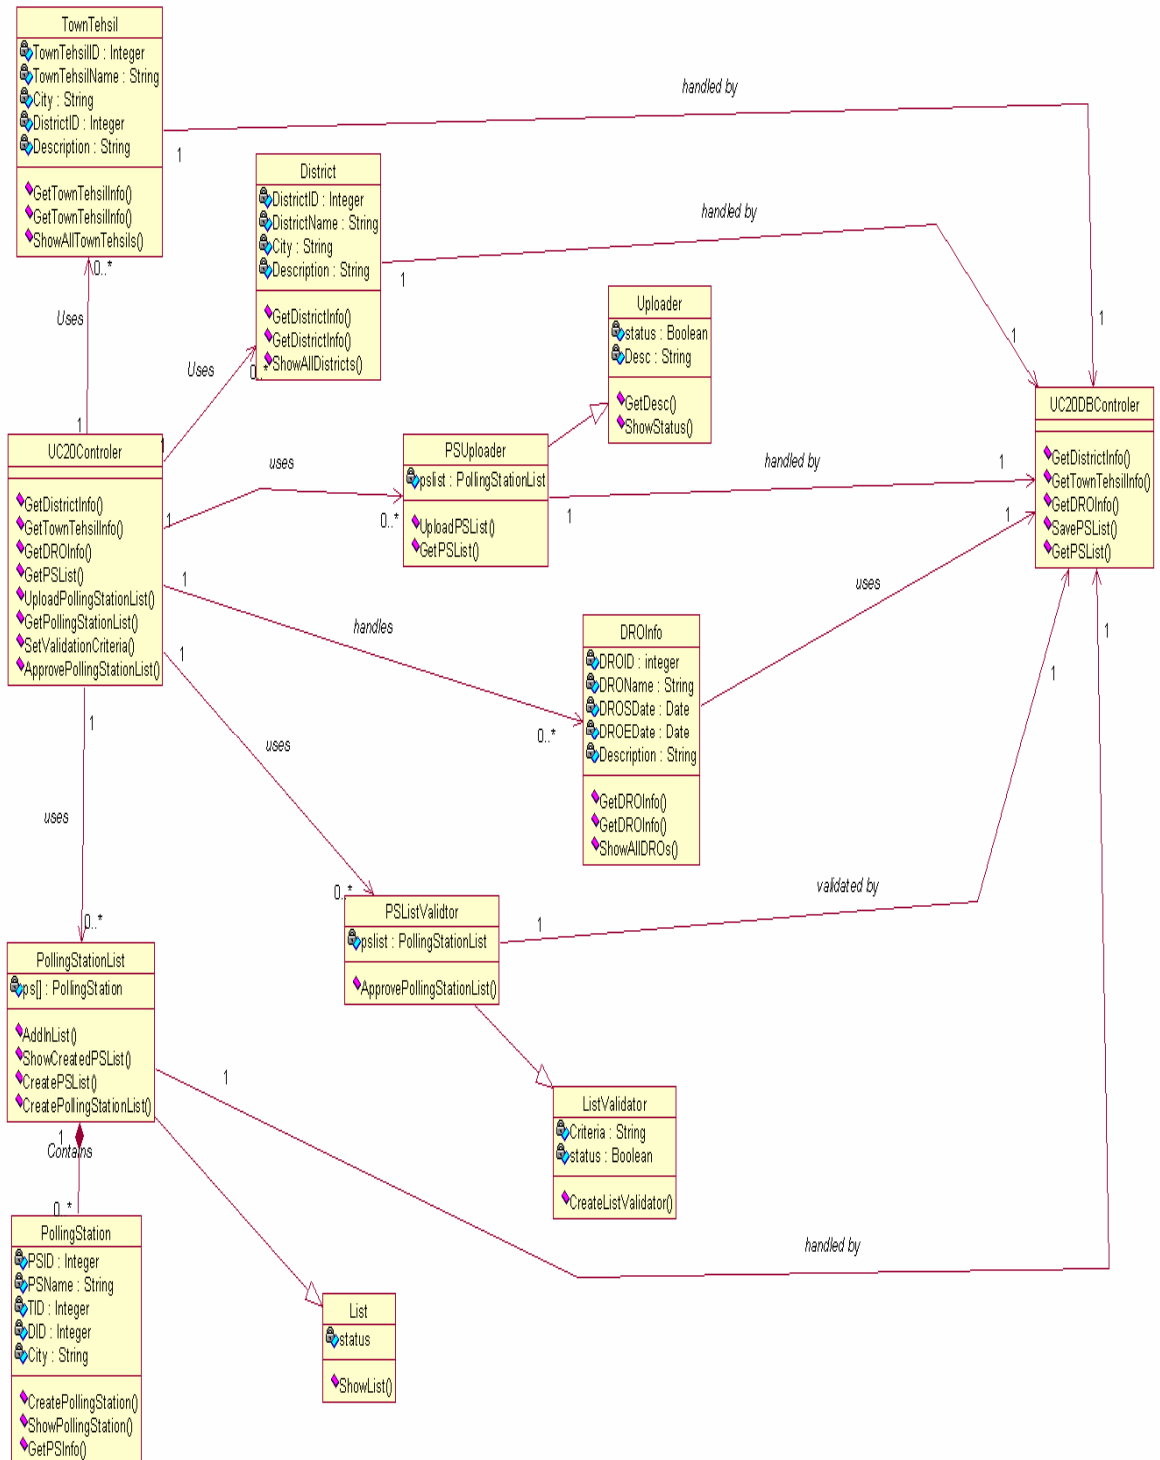 TownTehsil
TownTehsilID : Integer
TownTehsilName : String
City : String
DistrictID : Integer
Description : String
GetTownTehsilInfo()
GetTownTehsilInfo()
ShowAllTownTehsils()
handled by
1
1
0..*
Uses
1
District
DistrictID : Integer
DistrictName : String
City : String
Description : String
GetDistrictInfo()
GetDistrictInfo()
ShowAllDistricts()
handled by
1
1
0..*
Uses
1
Uploader
status : Boolean
Desc : String
GetDesc()
ShowStatus()
UC20DBControler
GetDistrictInfo()
GetTownTehsilInfo()
GetDROInfo()
SavePSList()
GetPSList()
UC20Controler
GetDistrictInfo()
GetTownTehsilInfo()
GetDROInfo()
GetPSList()
UploadPollingStationList()
GetPollingStationList()
SetValidationCriteria()
ApprovePollingStationList()
uses
1
0..*
PSUploader
pslist : PollingStationList
UploadPSList()
GetPSList()
handled by
1
1
1
handles
0..*
DROInfo
DROID : integer
DROName : String
DROSDate : Date
DROEDate : Date
Description : String
GetDROInfo()
GetDROInfo()
ShowAllDROs()
uses
1
1
uses
0..*
PSListValidtor
pslist : PollingStationList
ApprovePollingStationList()
validated by
1
1
1
uses
0..*
PollingStationList
ps[] : PollingStation
AddInList()
ShowCreatedPSList()
CreatePSList()
CreatePollingStationList()
1
handled by
1
ListValidator
Criteria : String
status : Boolean
CreateListValidator()
1
Contains
0..*
PollingStation
PSID : Integer
PSName : String
TID : Integer
DID : Integer
City : String
CreatePollingStation()
ShowPollingStation()
GetPSInfo()
List
status
ShowList()